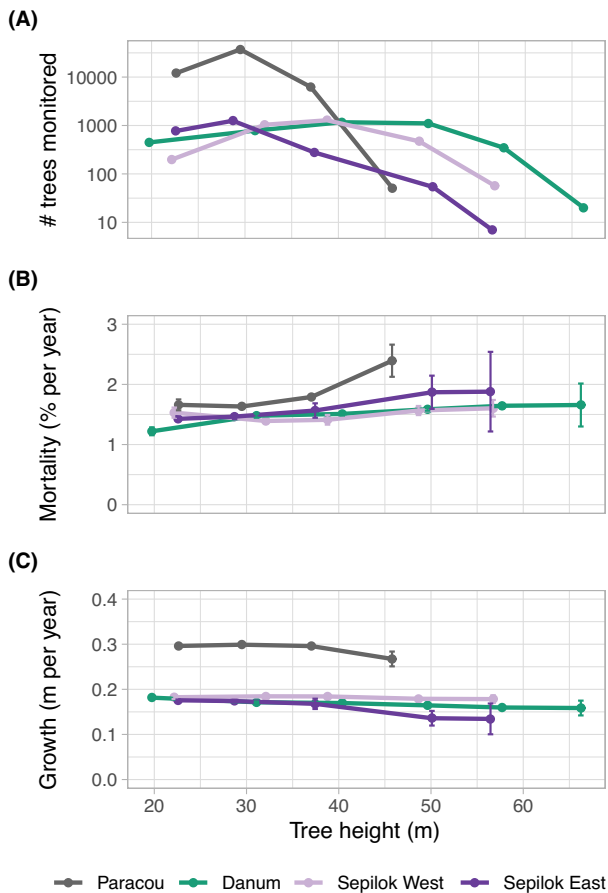 (A)
# trees monitored
10000
1000
100
10
(B)
Mortality (% per year)
3
2
1
0
(C)
Growth (m per year)
0.4
0.3
0.2
0.1
0.0
20 30 40 50 60
Tree height (m)
Paracou Danum Sepilok West Sepilok East